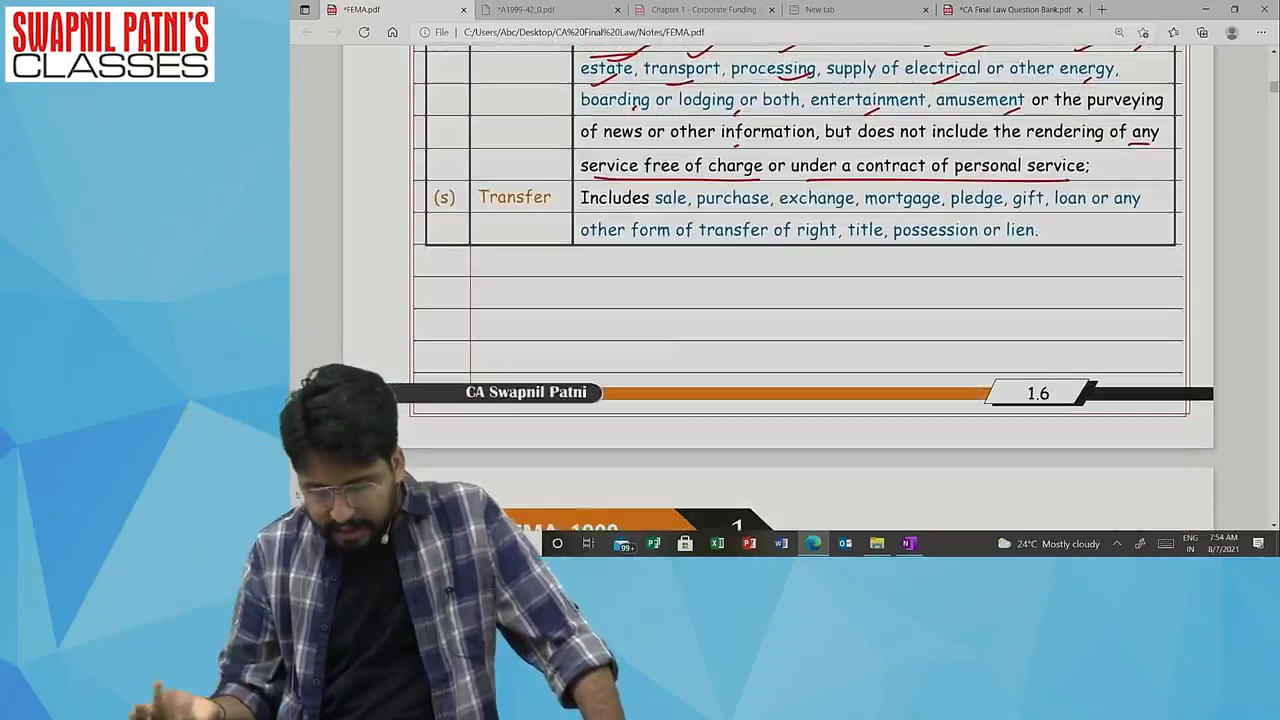 SWAPNIL PATNI'S
CLASSES
*FEMA.pdf
*A1999-42_0.pdf
Chapter 1 - Corporate Funding
New tab
*CA Final Law Question Bank.pdf
File
C:/Users/Abc/Desktop/CA%20Final%20Law/Notes/FEMA.pdf
estate, transport, processing, supply of electrical or other energy,
boarding or lodging or both, entertainment, amusement or the purveying
of news or other information, but does not include the rendering of any
service free of charge or under a contract of personal service;
(s) Transfer Includes sale, purchase, exchange, mortgage, pledge, gift, loan or any
other form of transfer of right, title, possession or lien.
CA Swapnil Patni
1.6
1
99+
24°C Mostly cloudy
ENG
IN
7:54 AM
8/7/2021